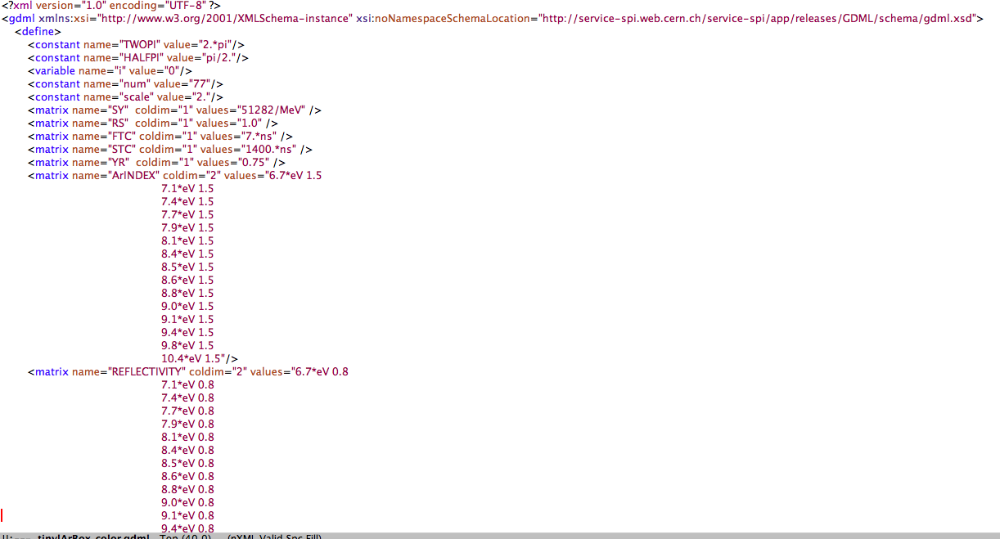 <?xml version="1.0" encoding="UTF-8"?>
<gdml xmlns:xsi="http://www.w3.org/2001/XMLSchema-instance" xsi:noNamespaceSchemaLocation="http://service-spi.web.cern.ch/service-spi/app/releases/GDML/schema/gdml.xsd">
<define>
<constant name="TWOPI" value="2.*pi"/>
<constant name="HALFPI" value="pi/2."/>
<variable name="i" value="0"/>
<constant name="num" value="77"/>
<constant name="scale" value="2."/>
<matrix name="SY"  coldim="1" values="51282/MeV" />
<matrix name="RS"  coldim="1" values="1.0" />
<matrix name="FTC" coldim="1" values="7.*ns" />
<matrix name="STC" coldim="1" values="1400.*ns" />
<matrix name="YR"  coldim="1" values="0.75" />
<matrix name="ArINDEX" coldim="2" values="6.7*eV 1.5
7.1*eV 1.5
7.4*eV 1.5
7.7*eV 1.5
7.9*eV 1.5
8.1*eV 1.5
8.4*eV 1.5
8.5*eV 1.5
8.6*eV 1.5
8.8*eV 1.5
9.0*eV 1.5
9.1*eV 1.5
9.4*eV 1.5
9.8*eV 1.5
10.4*eV 1.5"/>
<matrix name="REFLECTIVITY" coldim="2" values="6.7*eV 0.8
7.1*eV 0.8
7.4*eV 0.8
7.7*eV 0.8
7.9*eV 0.8
8.1*eV 0.8
8.4*eV 0.8
8.5*eV 0.8
8.6*eV 0.8
8.8*eV 0.8
9.0*eV 0.8
9.1*eV 0.8
9.4*eV 0.8
Top (40,0) (nXML Valid Spc Fill)